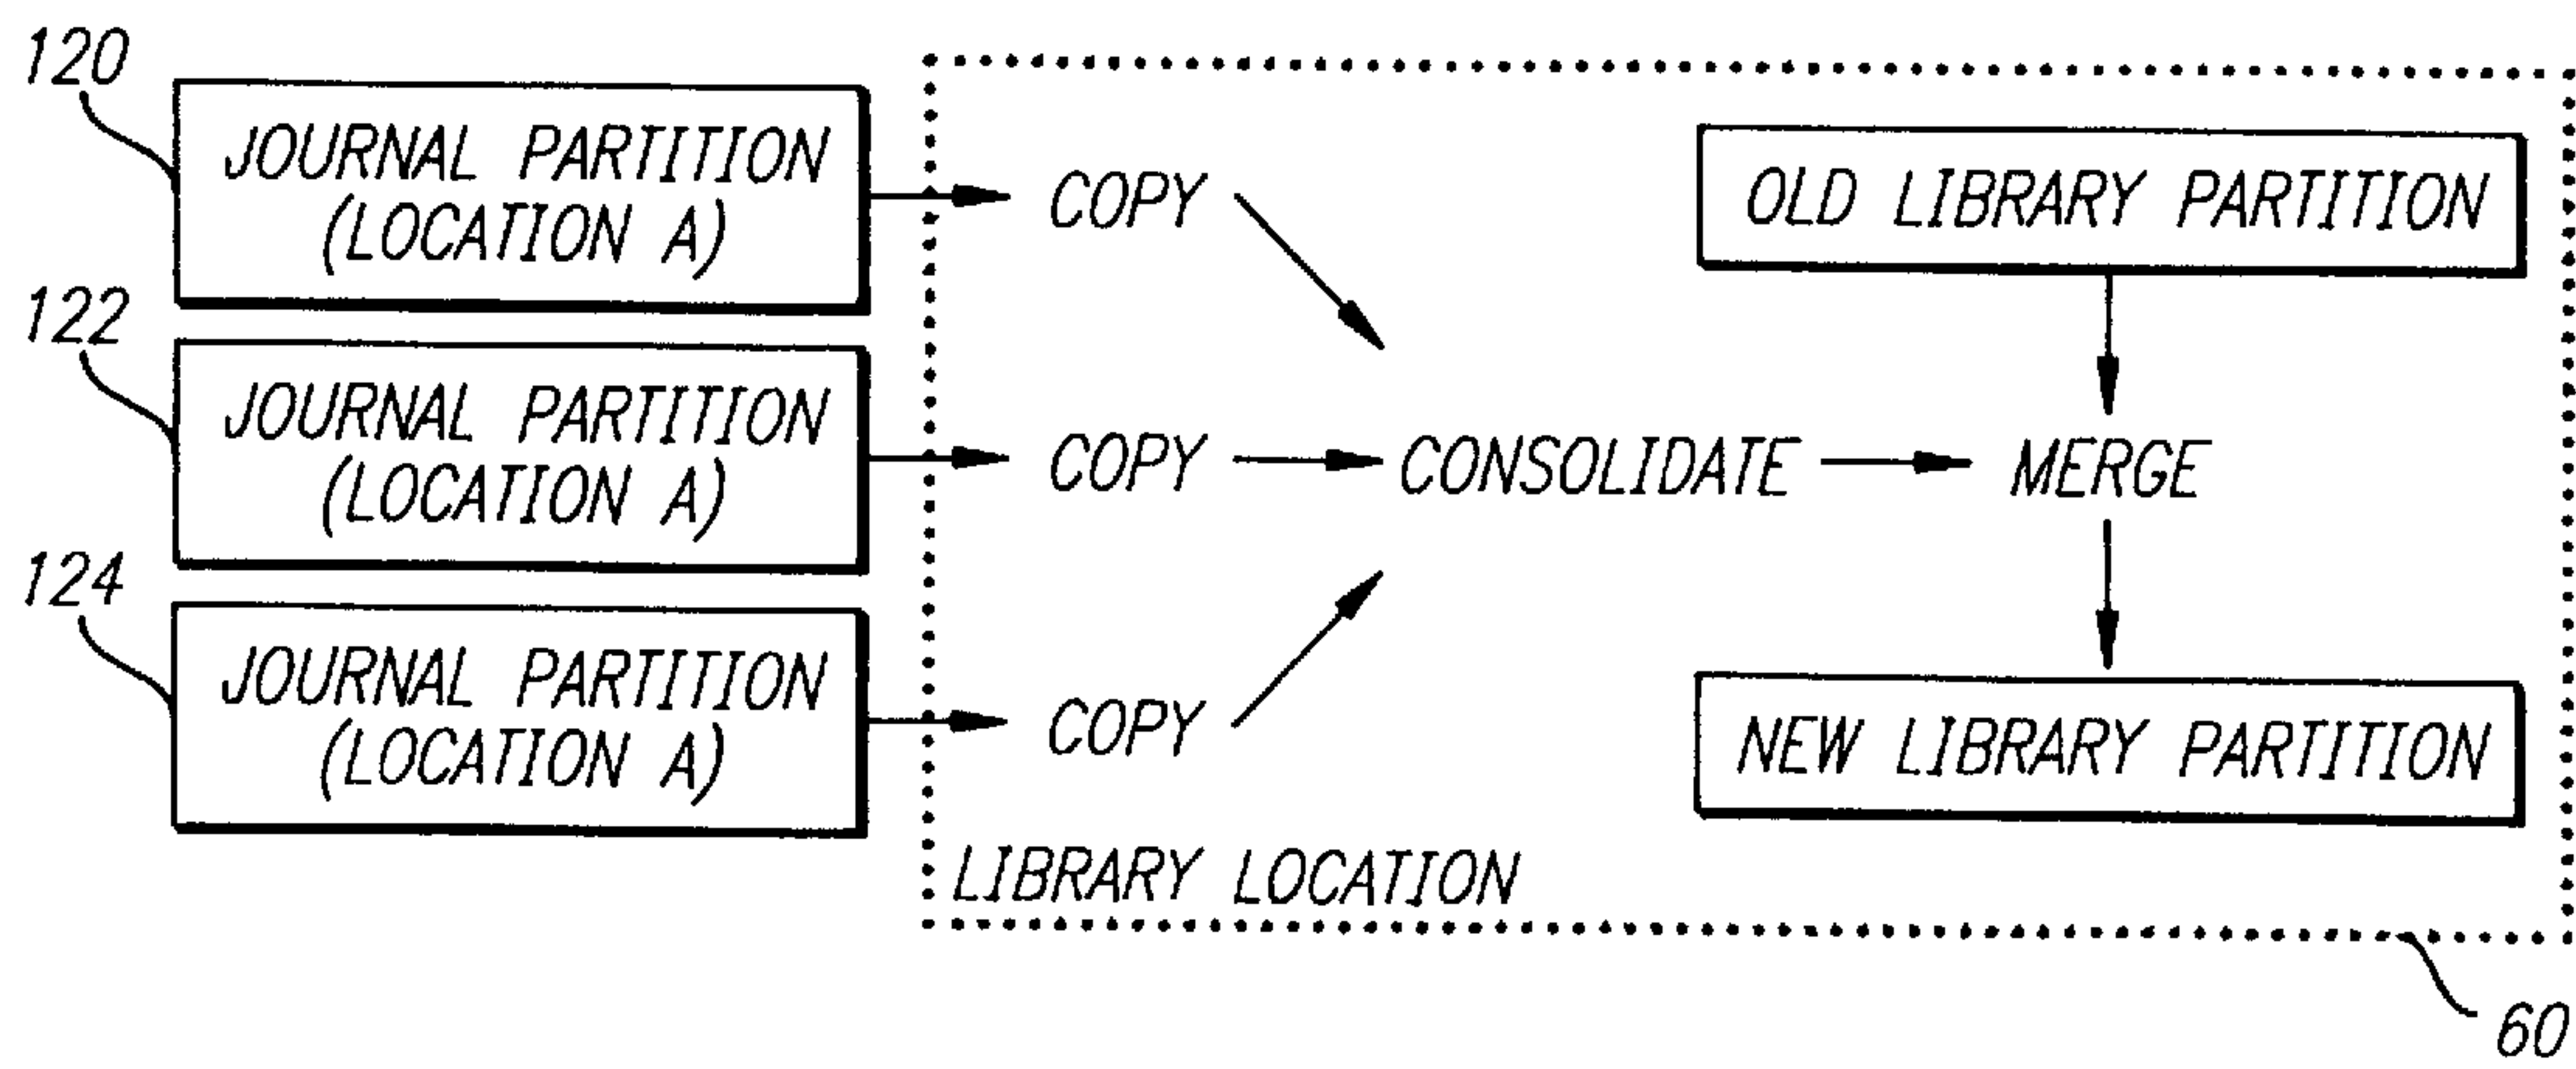 120
JOURNAL PARTITION
(LOCATION A)
122
JOURNAL PARTITION
(LOCATION A)
124
JOURNAL PARTITION
(LOCATION A)
COPY
COPY
COPY
CONSOLIDATE
MERGE
OLD LIBRARY PARTITION
NEW LIBRARY PARTITION
LIBRARY LOCATION
60